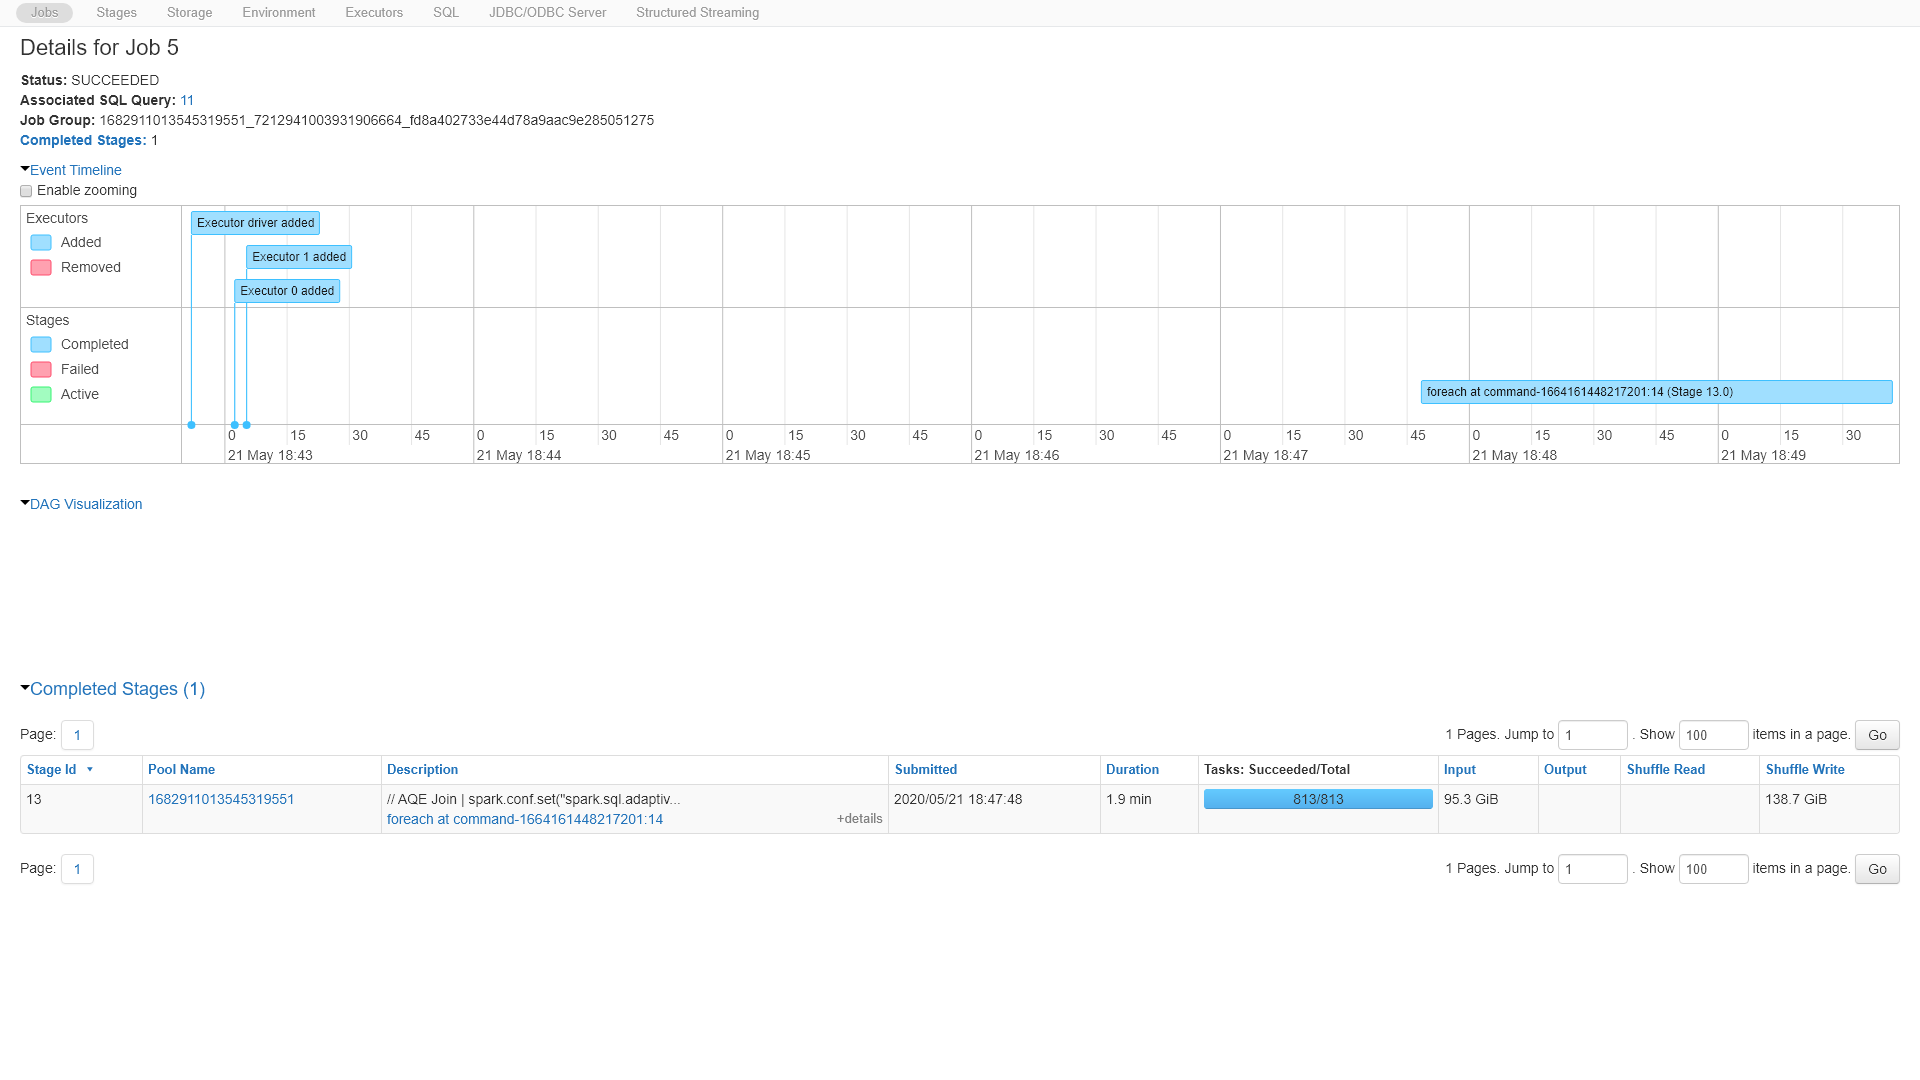 Jobs Stages Storage Environment Executors SQL JDBC/ODBC Server Structured Streaming
Details for Job 5
Status: SUCCEEDED
Associated SQL Query: 11
Job Group: 1682911013545319551_7212941003931906664_fd8a402733e44d78a9aac9e285051275
Completed Stages: 1
Event Timeline
Enable zooming
Executors
Added
Removed
Executor driver added
Executor 1 added
Executor 0 added
Stages
Completed
Failed
Active
foreach at command-1664161448217201:14 (Stage 13.0)
0 15 30 45 0 15 30 45 0 15 30 45 0 15 30 45 0 15 30 45 0 15 30 45 0 15 30
21 May 18:43 21 May 18:44 21 May 18:45 21 May 18:46 21 May 18:47 21 May 18:48 21 May 18:49
DAG Visualization
Completed Stages (1)
Page: 1 1 Pages. Jump to 1 . Show 100 items in a page. Go
Stage Id Pool Name Description Submitted Duration Tasks: Succeeded/Total Input Output Shuffle Read Shuffle Write
13 1682911013545319551 // AQE Join | spark.conf.set("spark.sql.adaptiv... 2020/05/21 18:47:48 1.9 min 813/813 95.3 GiB 138.7 GiB
foreach at command-1664161448217201:14 +details
Page: 1 1 Pages. Jump to 1 . Show 100 items in a page. Go